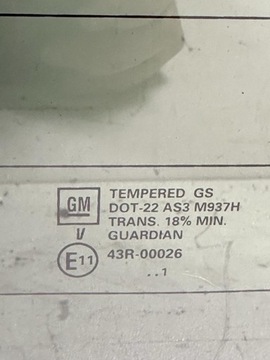 TEMPERED GS
GM DOT-22 AS3 M937H
TRANS. 18% MIN.
V GUARDIAN
E11 43R-00026
..1